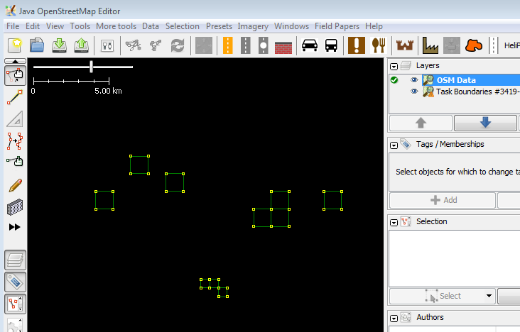 Java OpenStreetMap Editor
File Edit View Tools More tools Data Selection Presets Imagery Windows Field Papers Help
HeliF
0 5.00 km
Layers
OSM Data
Task Boundaries #3419-
Tags / Memberships
Select objects for which to change ta
Add
Selection
Select
Authors